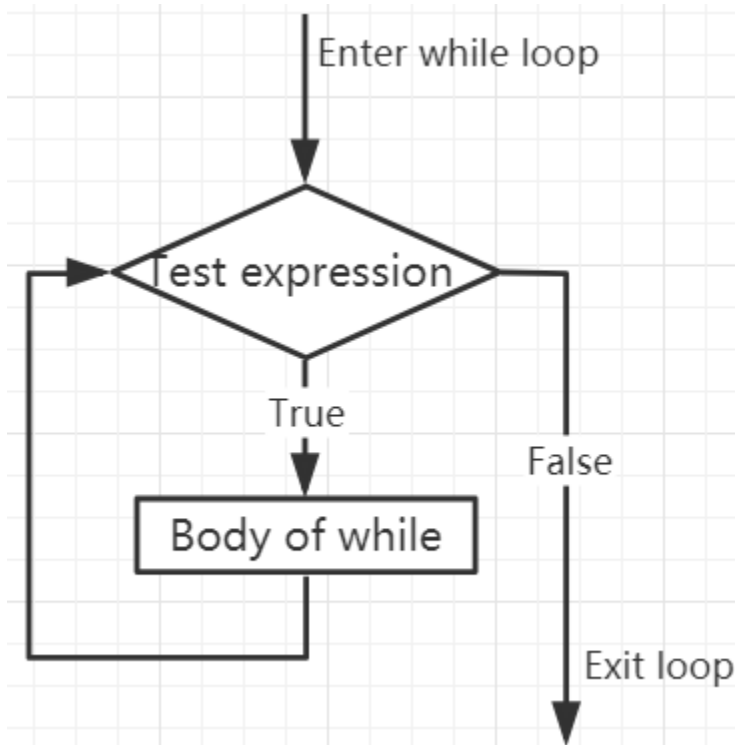 Enter while loop
Test expression
True
False
Body of while
Exit loop